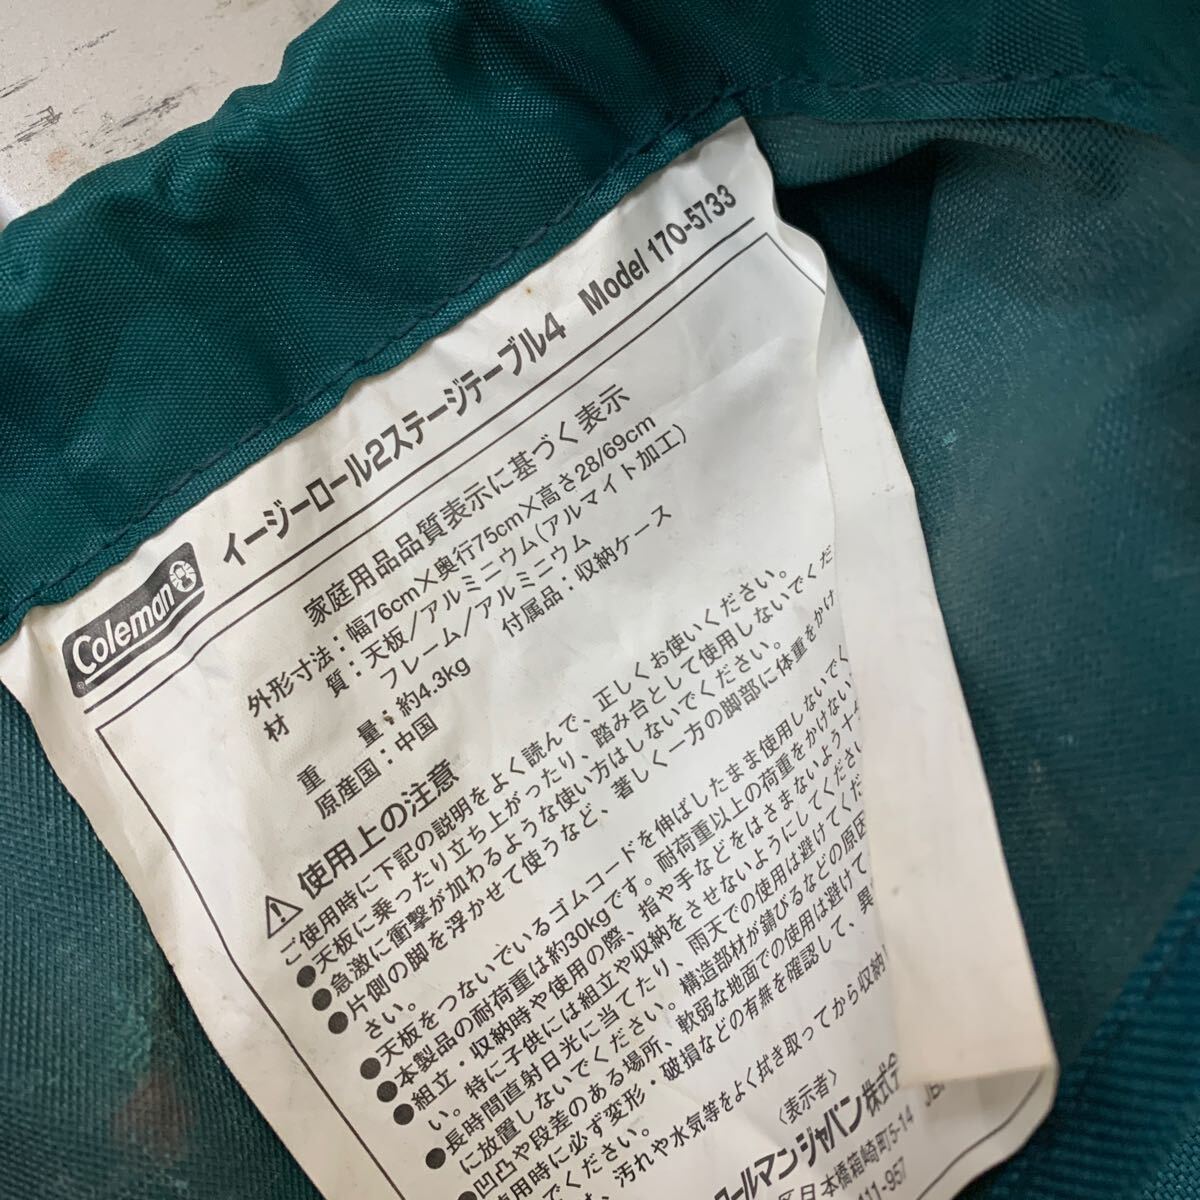 Coleman
イージーロール2ステージテーブル4 Model 170-5733
家庭用品品質表示に基づく表示
外形寸法：幅76cm×奥行75cm×高さ28/69cm
材 質：天板／アルミニウム(アルマイト加工)
フレーム／アルミニウム
重 量：約4.3kg 付属品：収納ケース
原産国：中国
⚠使用上の注意
ご使用時に下記の説明をよく読んで、正しくお使いください。
●天板に乗ったり立ち上がったり、踏み台として使用しないでくだ
●急激に衝撃が加わるような使い方はしないでください。
●片側の脚を浮かせて使うなど、著しく一方の脚部に体重をかけ
さい。
●天板をつないでいるゴムコードを伸ばしたまま使用しないでく
●本製品の耐荷重は約30kgです。耐荷重以上の荷重をかけない
●組立・収納時や使用の際、指や手などをはさまないよう十
い。特に子供には組立や収納をさせないようにしてくださ
●長時間直射日光に当てたり、雨天での使用は避けてくだ
に放置しないでください。構造部材が錆びるなどの原因
●凹凸や段差のある場所、軟弱な地面での使用は避けて
使用時に必ず変形・破損などの有無を確認して、異
でください。
汚れや水気等をよく拭き取ってから収納
〈表示者〉
ールマンジャパン株式
区日本橋箱崎町5-14
11-957